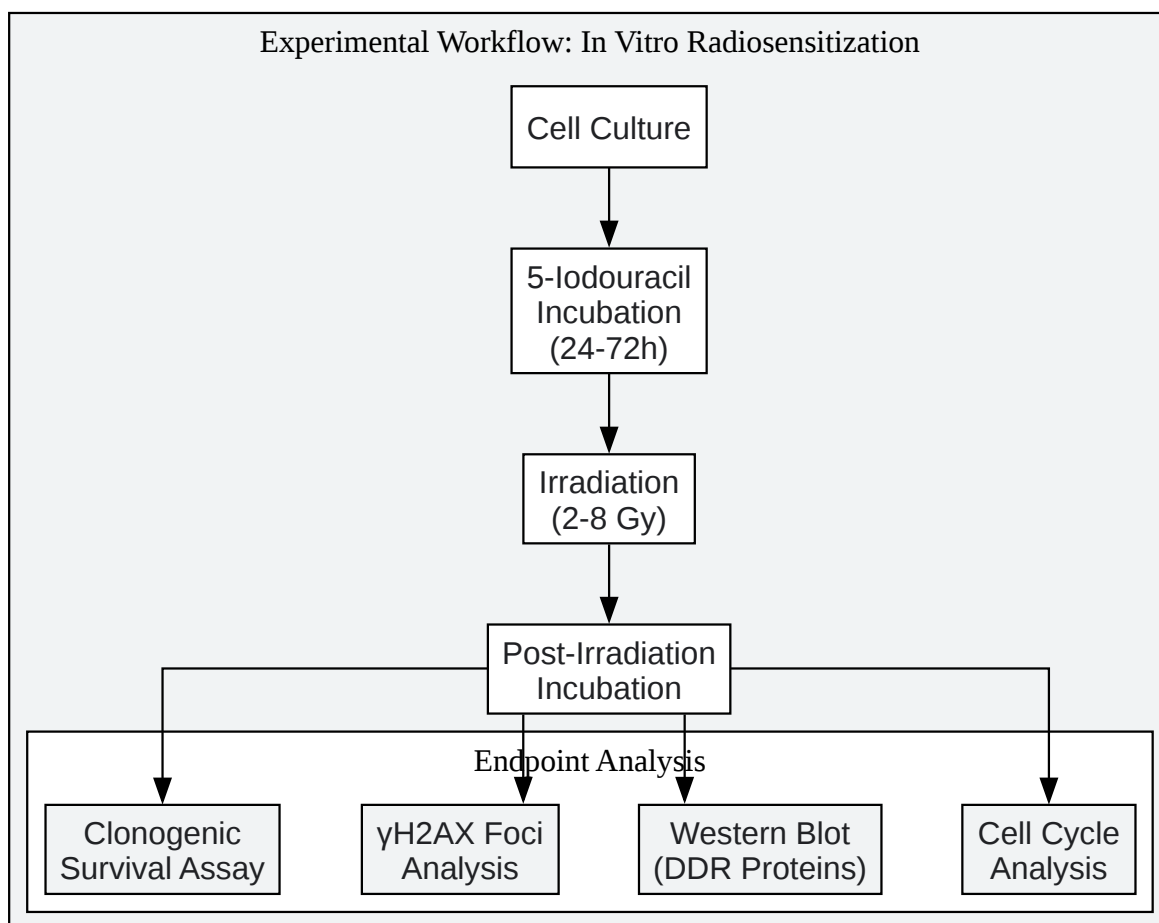 Experimental Workflow: In Vitro Radiosensitization
Cell Culture
5-Iodouracil
Incubation
(24-72h)
Irradiation
(2-8 Gy)
Post-Irradiation
Incubation
Endpoint Analysis
Clonogenic
Survival Assay
γH2AX Foci
Analysis
Western Blot
(DDR Proteins)
Cell Cycle
Analysis